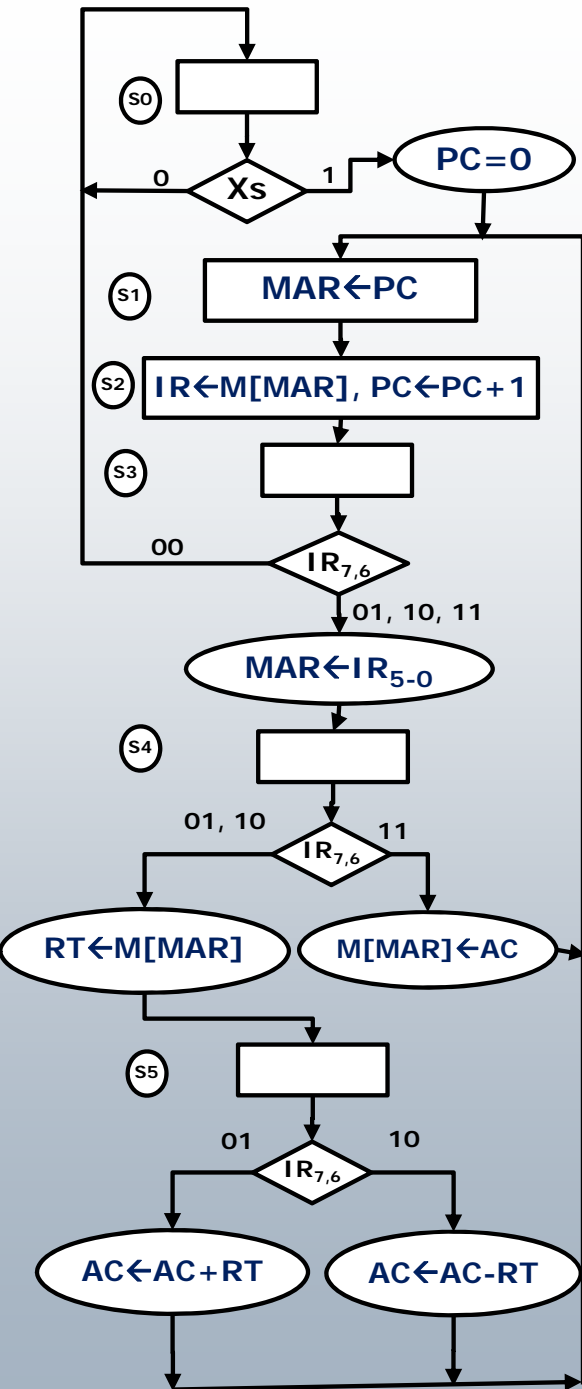 S0
Xs
0
1
PC=0
S1
MAR←PC
S2
IR←M[MAR], PC←PC+1
S3
00
IR7,6
01, 10, 11
MAR←IR5-0
S4
01, 10
IR7,6
11
RT←M[MAR]
M[MAR]←AC
S5
01
IR7,6
10
AC←AC+RT
AC←AC-RT